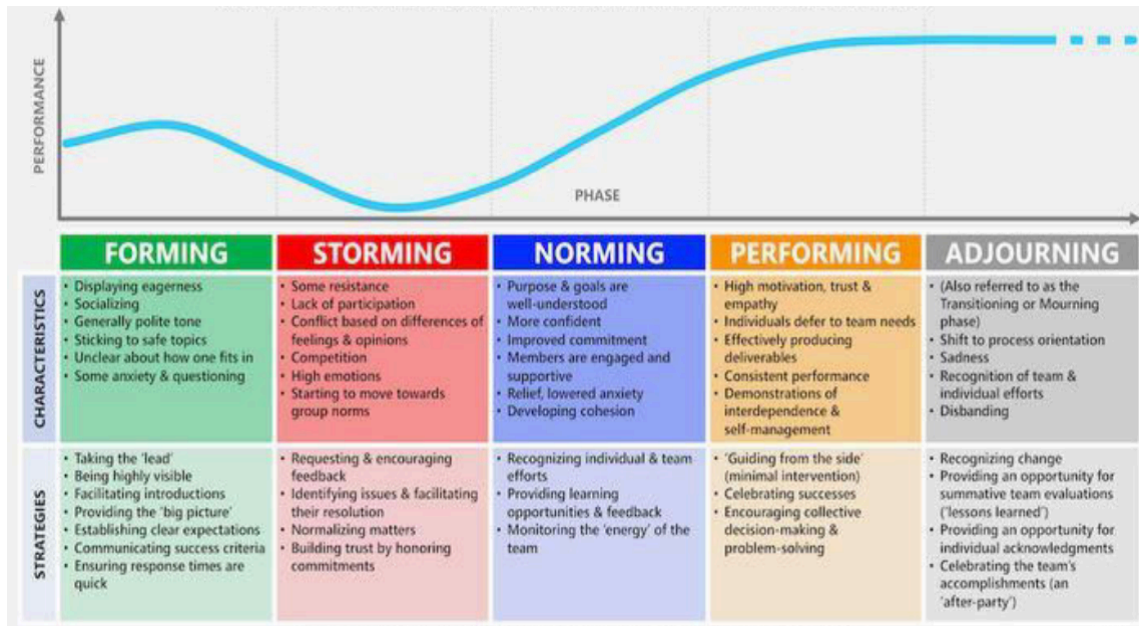 PERFORMANCE
PHASE
FORMING
STORMING
NORMING
PERFORMING
ADJOURNING
CHARACTERISTICS
• Displaying eagerness
• Socializing
• Generally polite tone
• Sticking to safe topics
• Unclear about how one fits in
• Some anxiety & questioning
• Some resistance
• Lack of participation
• Conflict based on differences of
feelings & opinions
• Competition
• High emotions
• Starting to move towards
group norms
• Purpose & goals are
well-understood
• More confident
• Improved commitment
• Members are engaged and
supportive
• Relief, lowered anxiety
• Developing cohesion
• High motivation, trust &
empathy
• Individuals defer to team needs
• Effectively producing
deliverables
• Consistent performance
• Demonstrations of
interdependence &
self-management
• (Also referred to as the
Transitioning or Mourning
phase)
• Shift to process orientation
• Sadness
• Recognition of team &
individual efforts
• Disbanding
STRATEGIES
• Taking the 'lead'
• Being highly visible
• Facilitating introductions
• Providing the 'big picture'
• Establishing clear expectations
• Communicating success criteria
• Ensuring response times are
quick
• Requesting & encouraging
feedback
• Identifying issues & facilitating
their resolution
• Normalizing matters
• Building trust by honoring
commitments
• Recognizing individual & team
efforts
• Providing learning
opportunities & feedback
• Monitoring the 'energy' of the
team
• 'Guiding from the side'
(minimal intervention)
• Celebrating successes
• Encouraging collective
decision-making &
problem-solving
• Recognizing change
• Providing an opportunity for
summative team evaluations
('lessons learned')
• Providing an opportunity for
individual acknowledgments
• Celebrating the team's
accomplishments (an
'after-party')